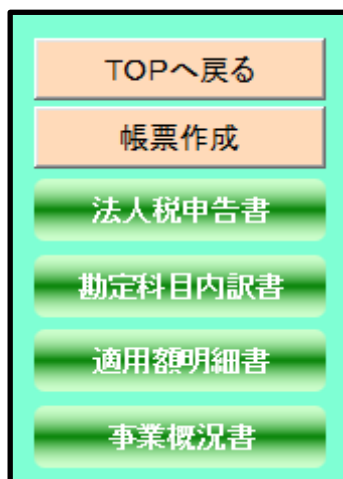 TOPへ戻る
帳票作成
法人税申告書
勘定科目内訳書
適用額明細書
事業概況書